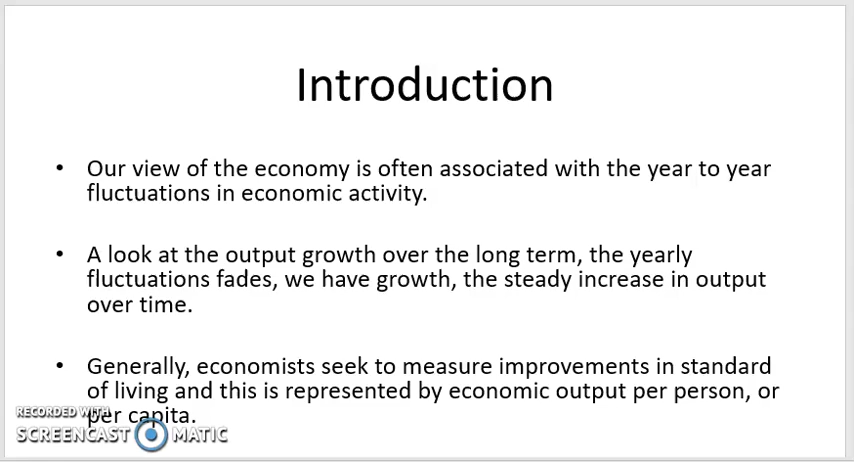 Introduction
• Our view of the economy is often associated with the year to year
fluctuations in economic activity.
• A look at the output growth over the long term, the yearly
fluctuations fades, we have growth, the steady increase in output
over time.
• Generally, economists seek to measure improvements in standard
of living and this is represented by economic output per person, or
per capita.
RECORDED WITH
SCREENCAST MATIC